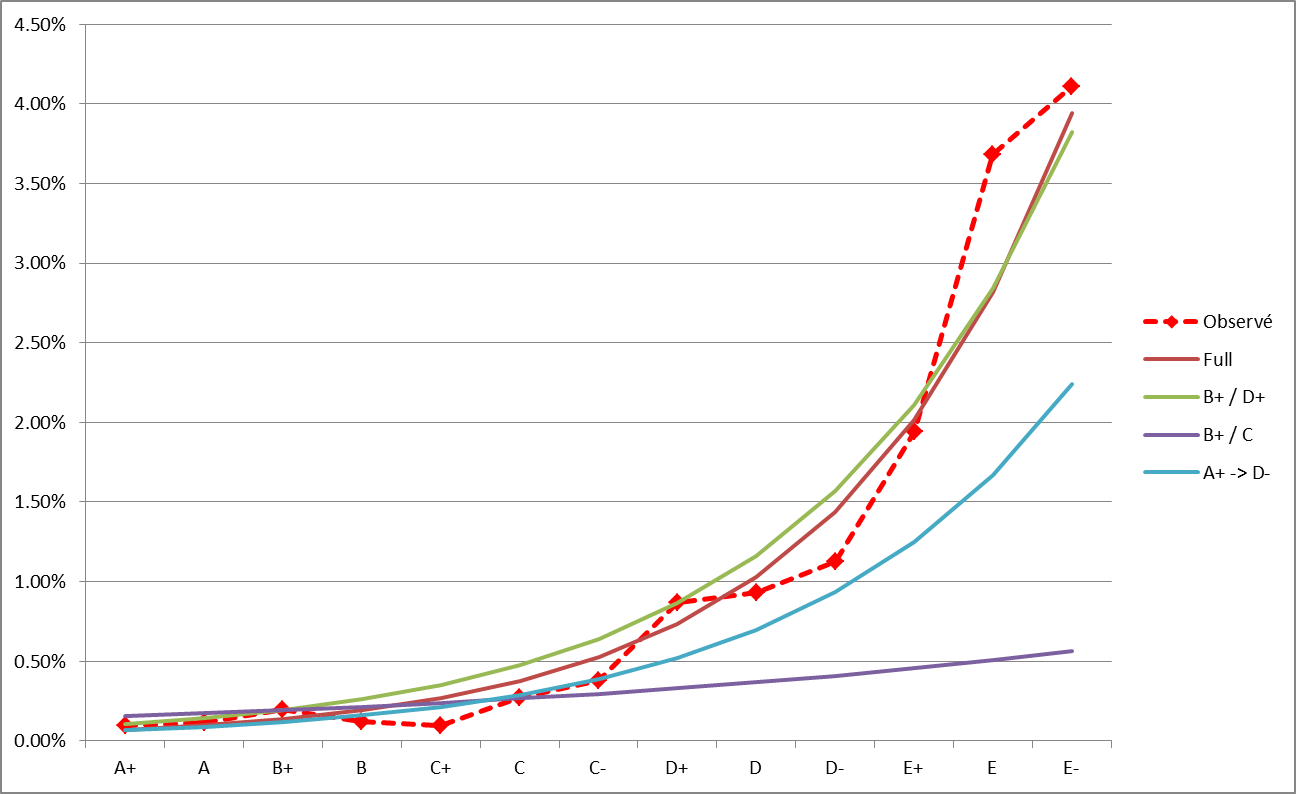 4.50%
4.00%
3.50%
3.00%
2.50%
2.00%
1.50%
1.00%
0.50%
0.00%
A+ A B+ B C+ C C- D+ D D- E+ E E-
Observé
Full
B+ / D+
B+ / C
A+ -> D-